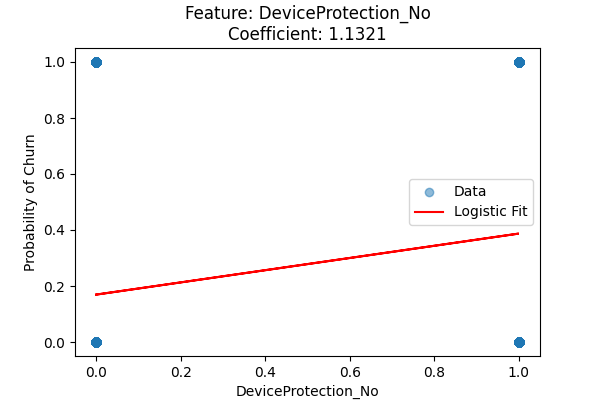 Feature: DeviceProtection_No
Coefficient: 1.1321
Probability of Churn
1.0
0.8
0.6
0.4
0.2
0.0
Data
Logistic Fit
0.0 0.2 0.4 0.6 0.8 1.0
DeviceProtection_No